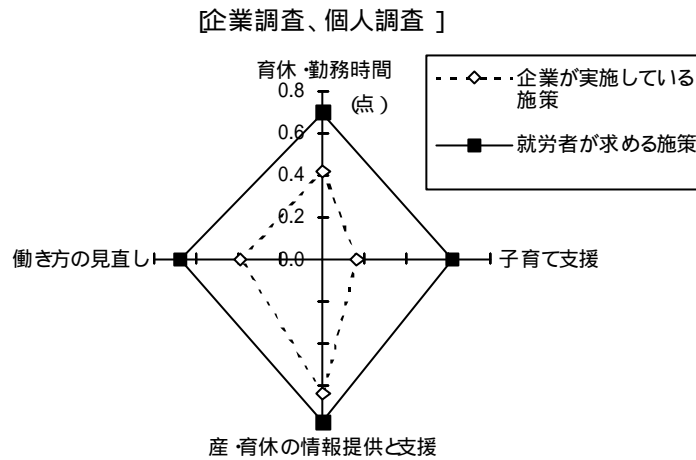 [企業調査、個人調査 ]
育休・勤務時間
0.8
(点)
0.6
0.4
0.2
0.0
企業が実施している
施策
就労者が求める施策
働き方の見直し
子育て支援
産・育休の情報提供と支援